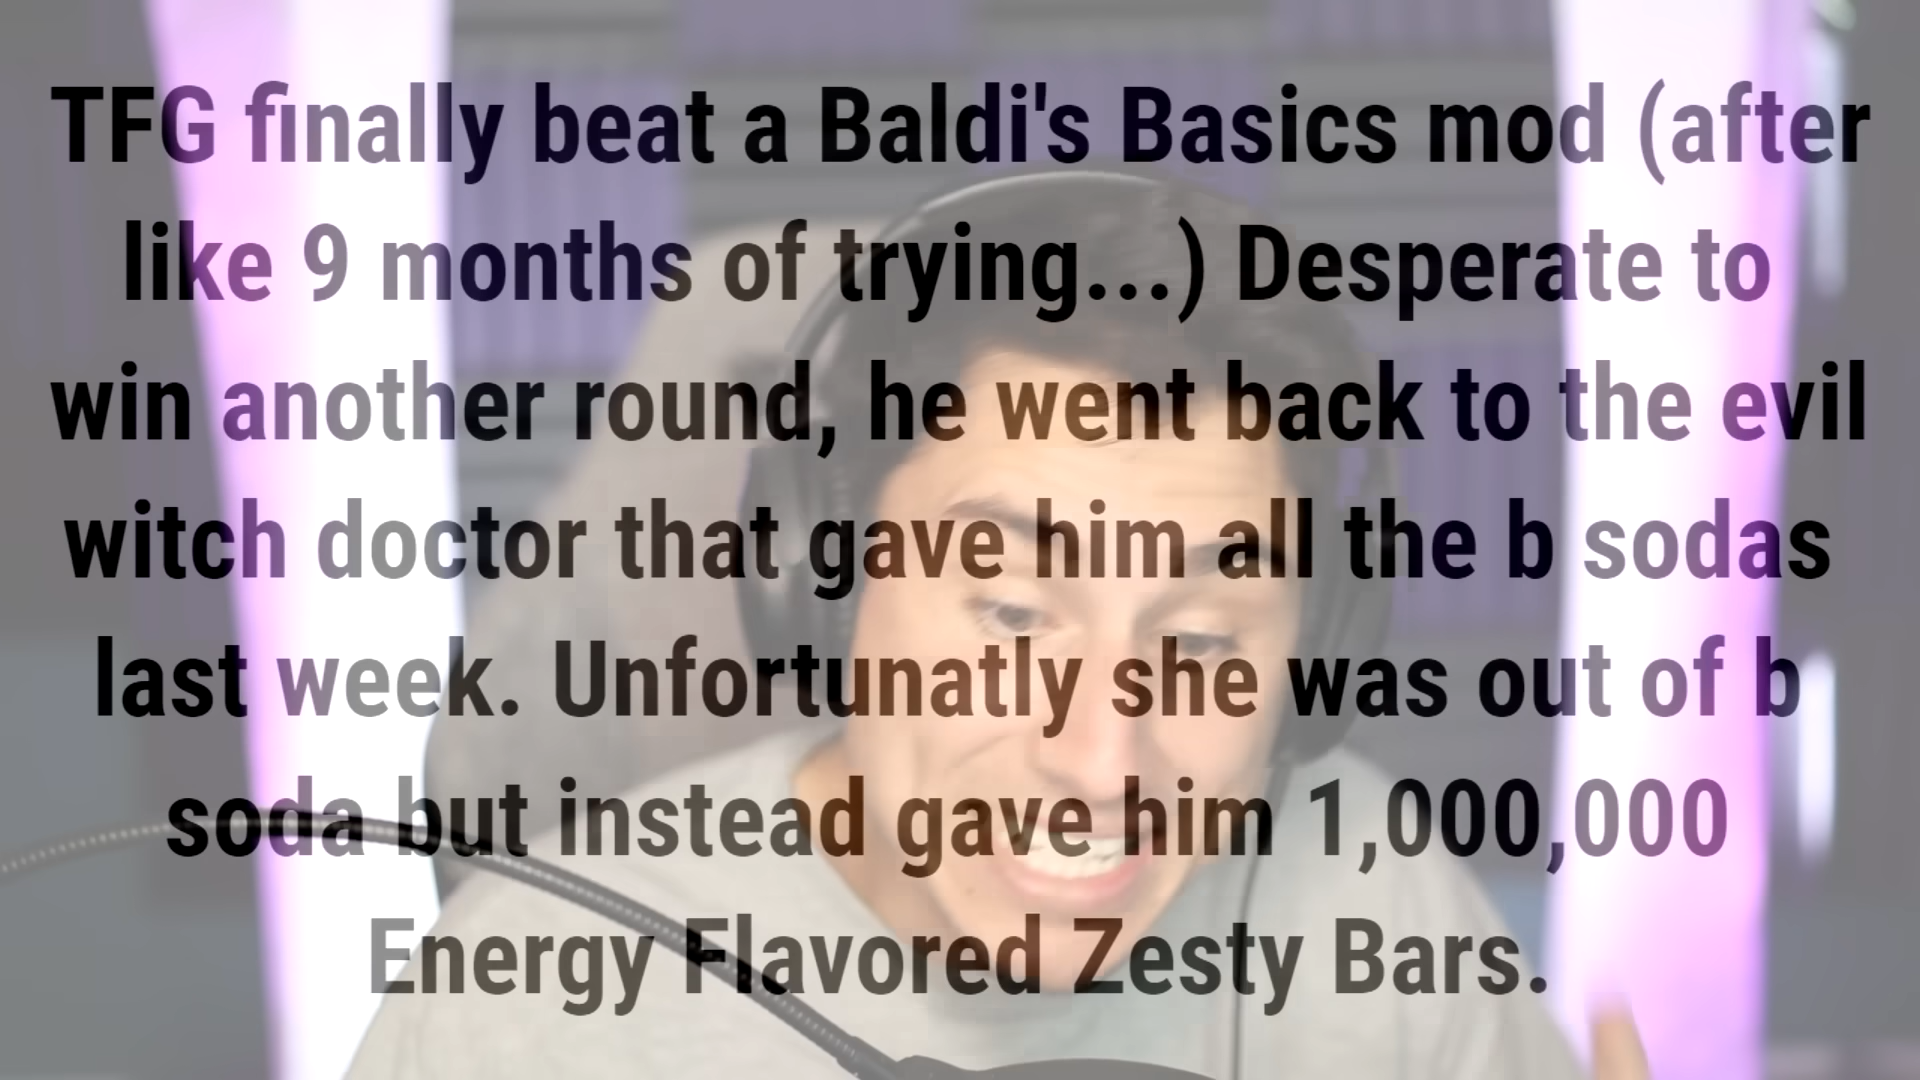 TFG finally beat a Baldi's Basics mod (after
like 9 months of trying...) Desperate to
win another round, he went back to the evil
witch doctor that gave him all the b sodas
last week. Unfortunatly she was out of b
soda but instead gave him 1,000,000
Energy Flavored Zesty Bars.